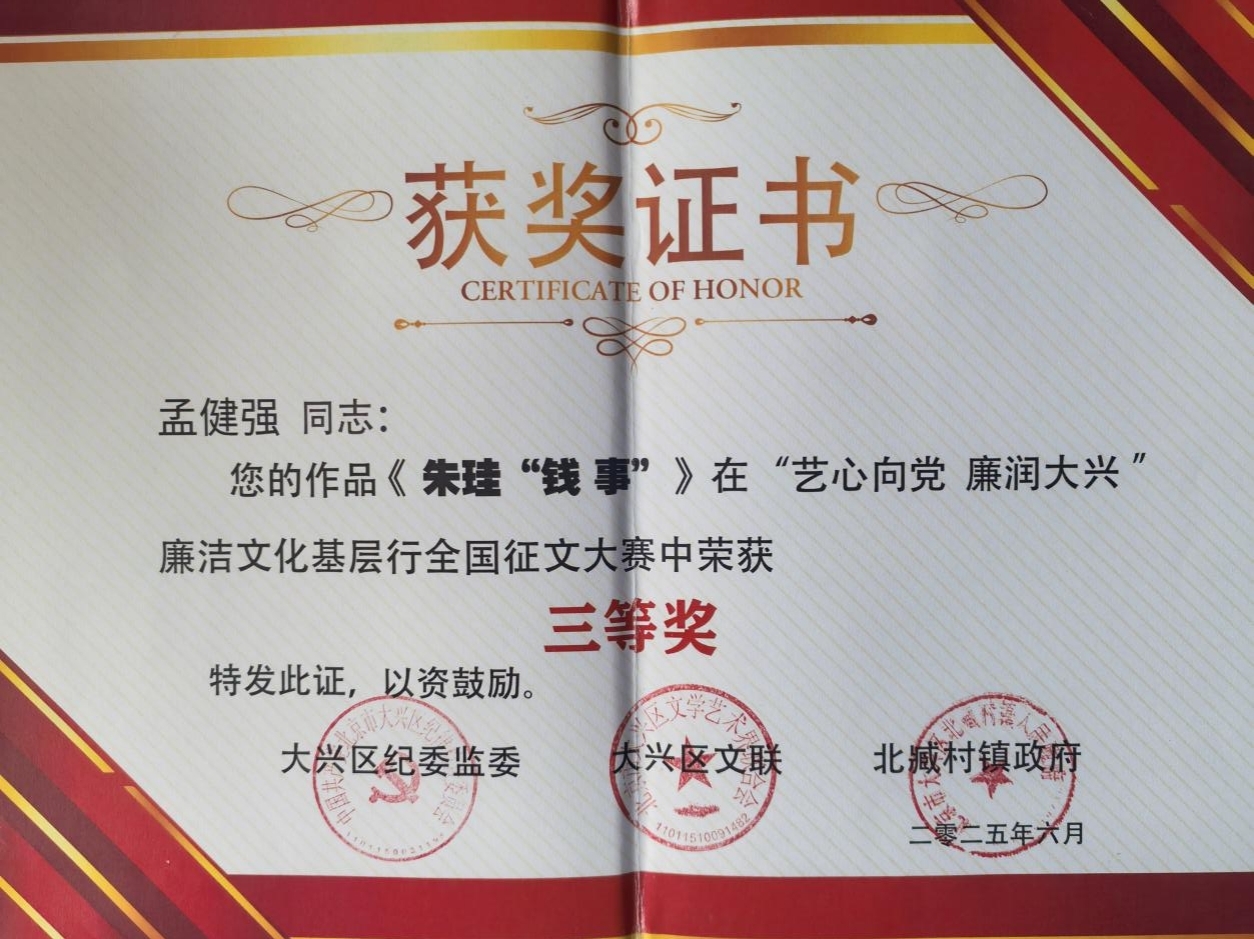 获奖证书
CERTIFICATE OF HONOR
孟健强 同志：
您的作品《朱珪“钱 事”》在“艺心向党 廉润大兴”
廉洁文化基层行全国征文大赛中荣获
三等奖
特发此证，以资鼓励。
大兴区纪委监委 大兴区文联 北臧村镇政府
二零二五年六月